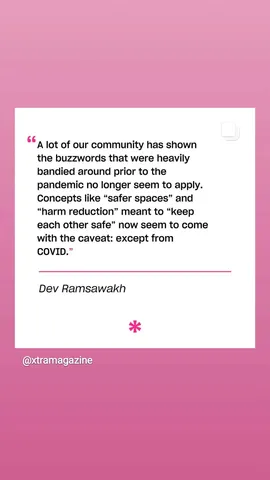 “A lot of our community has shown
the buzzwords that were heavily
bandied around prior to the
pandemic no longer seem to apply.
Concepts like “safer spaces” and
“harm reduction” meant to “keep
each other safe” now seem to come
with the caveat: except from
COVID.”
Dev Ramsawakh
*
@xtramagazine